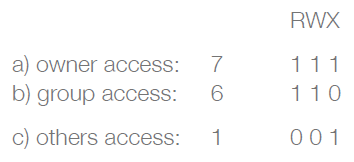 RWX
a) owner access: 7 1 1 1
b) group access: 6 1 1 0
c) others access: 1 0 0 1